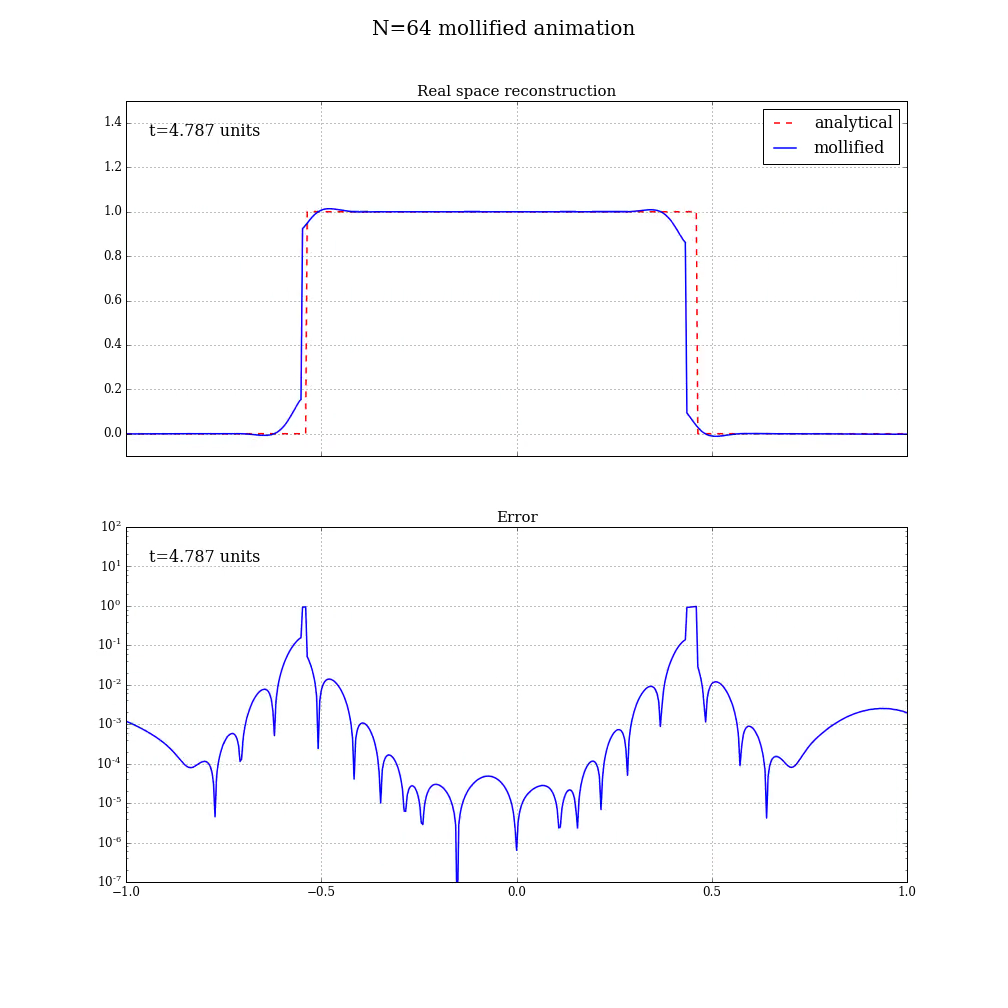 N=64 mollified animation
Real space reconstruction
t=4.787 units
analytical
mollified
1.4
1.2
1.0
0.8
0.6
0.4
0.2
0.0
Error
t=4.787 units
10²
10¹
10⁰
10⁻¹
10⁻²
10⁻³
10⁻⁴
10⁻⁵
10⁻⁶
10⁻⁷
−1.0 −0.5 0.0 0.5 1.0